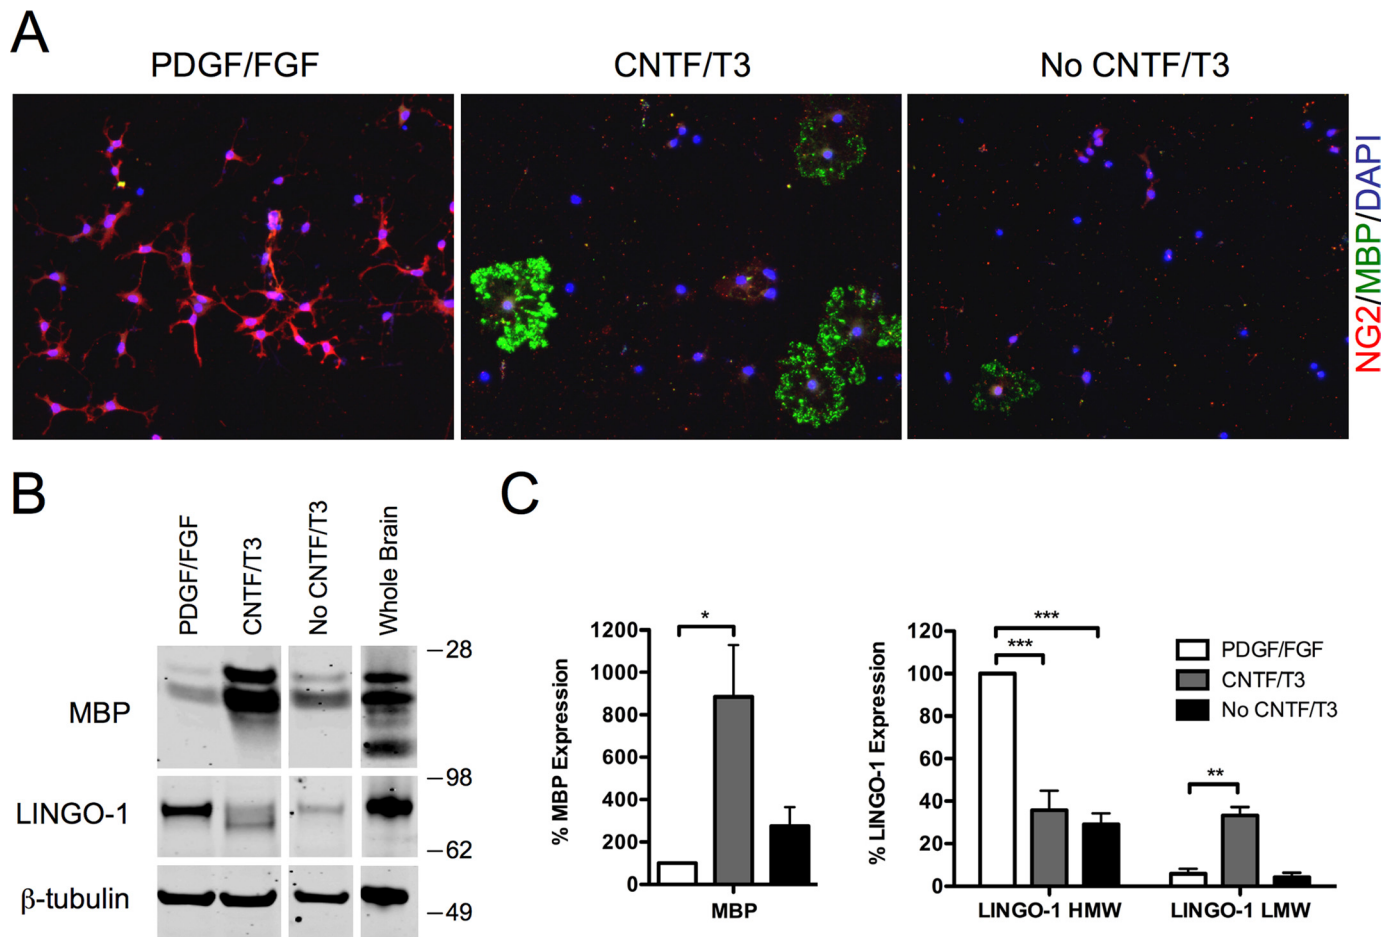 A
PDGF/FGF
CNTF/T3
No CNTF/T3
NG2/MBP/DAPI
B
PDGF/FGF
CNTF/T3
No CNTF/T3
Whole Brain
MBP
LINGO-1
β-tubulin
–28
–98
–62
–49
C
% MBP Expression
1200
1000
800
600
400
200
0
*
MBP
% LINGO-1 Expression
120
100
80
60
40
20
0
***
***
**
LINGO-1 HMW
LINGO-1 LMW
PDGF/FGF
CNTF/T3
No CNTF/T3